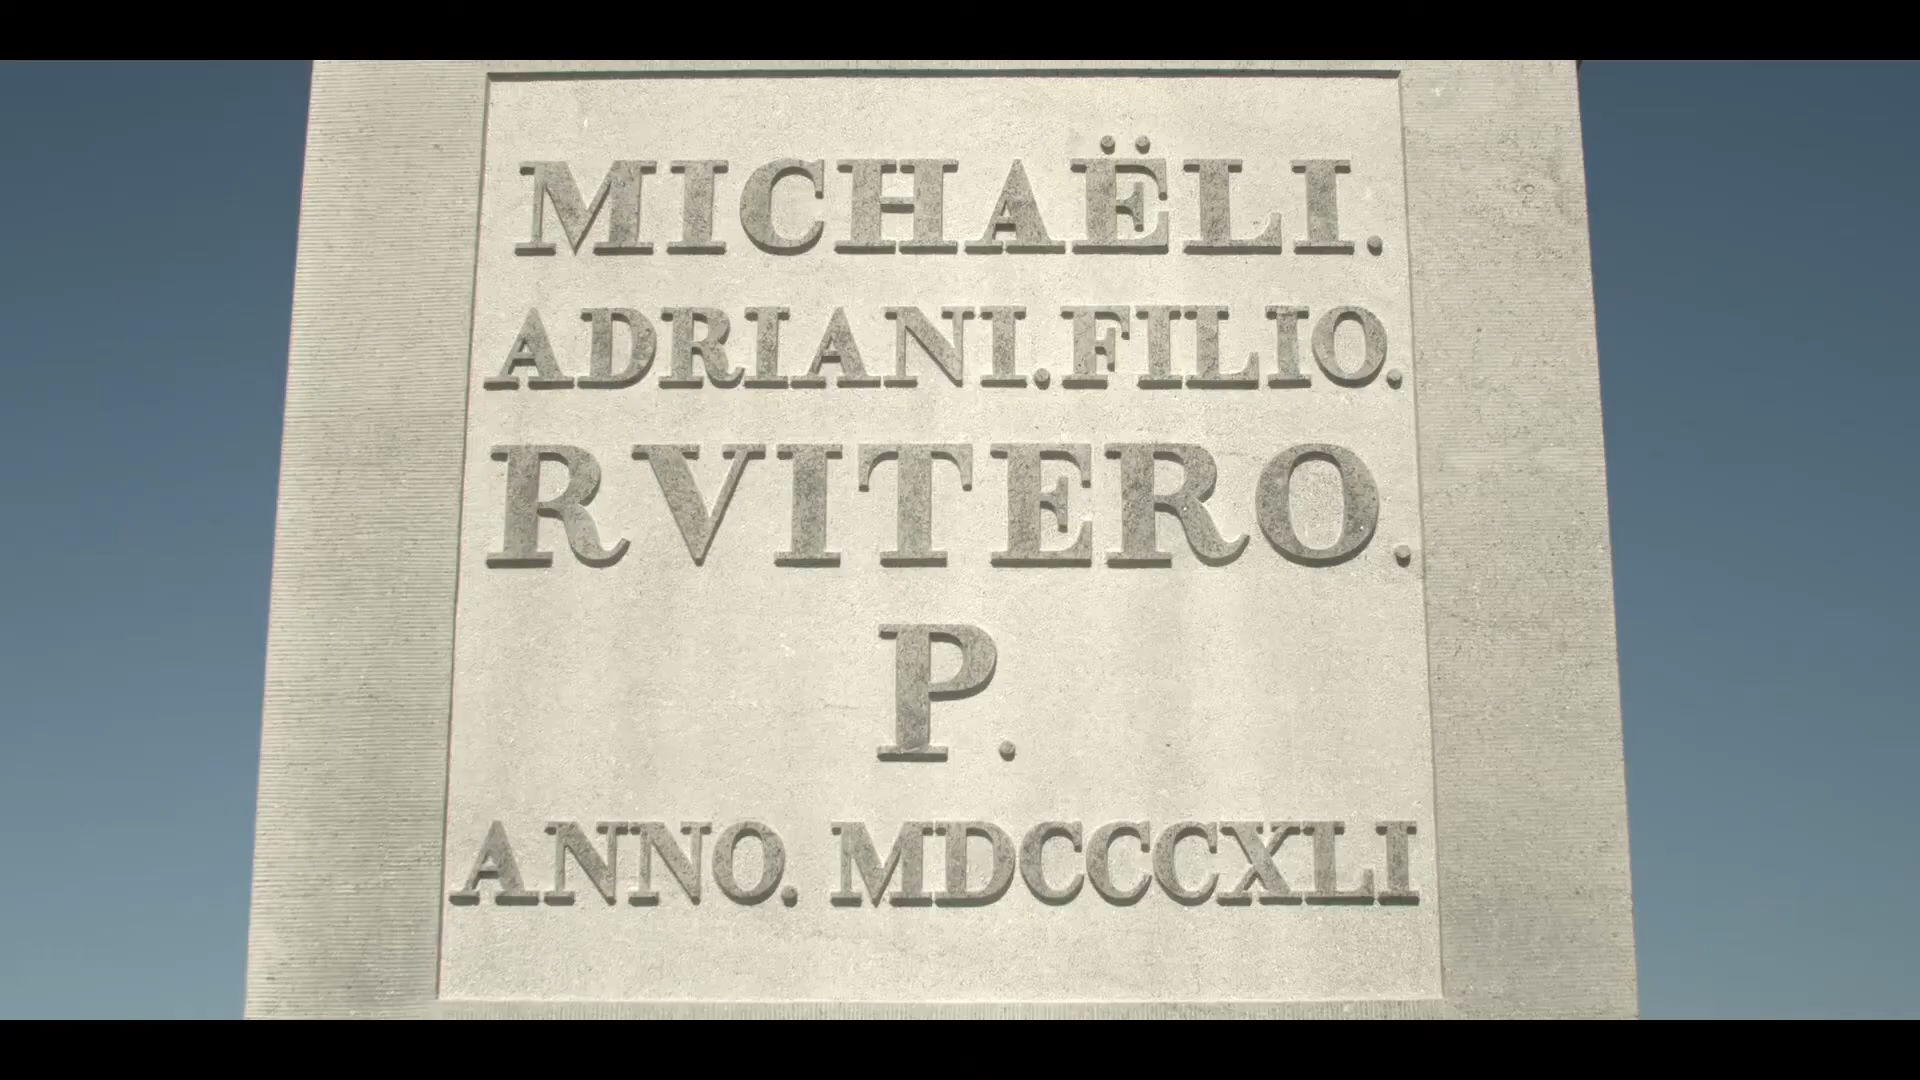 MICHAËLI.
ADRIANI.FILIO.
RVITERO.
P.
ANNO. MDCCCXLI